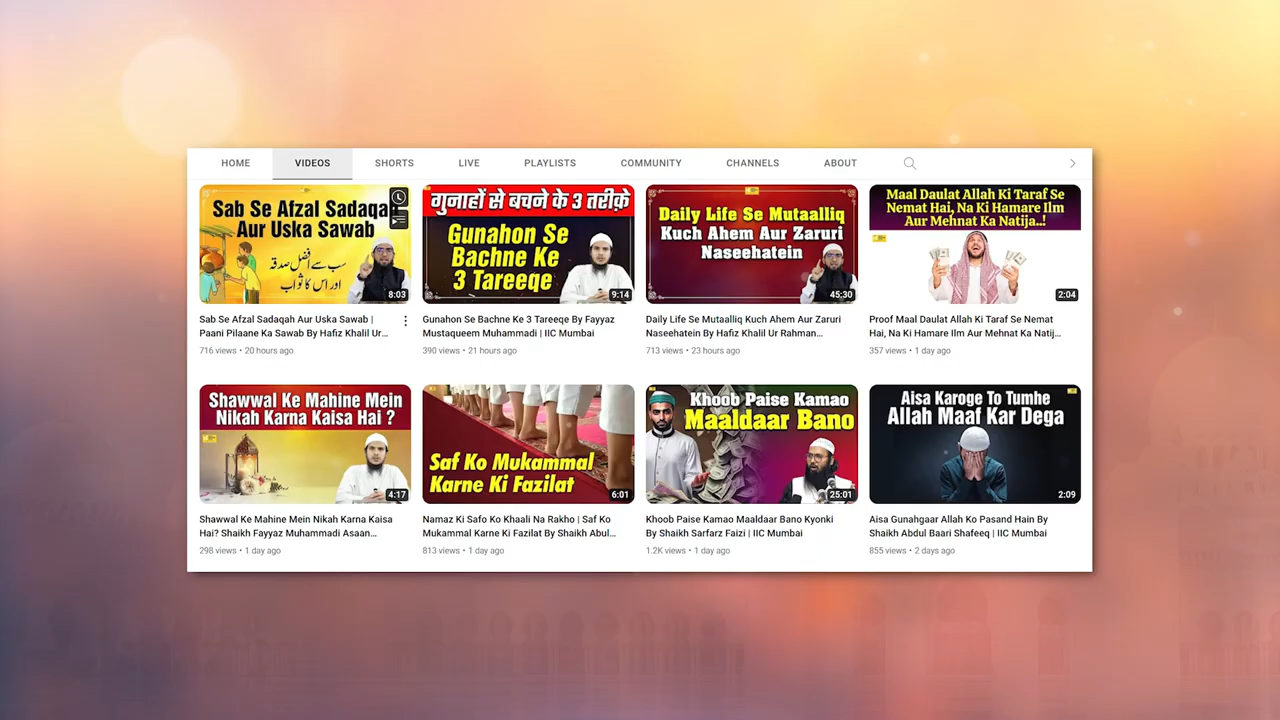 HOME VIDEOS SHORTS LIVE PLAYLISTS COMMUNITY CHANNELS ABOUT
Sab Se Afzal Sadaqa
Aur Uska Sawab
سب سے افضل صدقہ
اور اس کا ثواب
8:03
Sab Se Afzal Sadaqah Aur Uska Sawab |
Paani Pilaane Ka Sawab By Hafiz Khalil Ur...
716 views • 20 hours ago
गुनाहों से बचने के 3 तरीक़े
Gunahon Se
Bachne Ke
3 Tareeqe
9:14
Gunahon Se Bachne Ke 3 Tareeqe By Fayyaz
Mustaqueem Muhammadi | IIC Mumbai
390 views • 21 hours ago
Daily Life Se Mutaalliq
Kuch Ahem Aur Zaruri
Naseehatein
45:30
Daily Life Se Mutaalliq Kuch Ahem Aur Zaruri
Naseehatein By Hafiz Khalil Ur Rahman...
713 views • 23 hours ago
Maal Daulat Allah Ki Taraf Se
Nemat Hai, Na Ki Hamare Ilm
Aur Mehnat Ka Natija..!
2:04
Proof Maal Daulat Allah Ki Taraf Se Nemat
Hai, Na Ki Hamare Ilm Aur Mehnat Ka Natij...
357 views • 1 day ago
Shawwal Ke Mahine Mein
Nikah Karna Kaisa Hai ?
4:17
Shawwal Ke Mahine Mein Nikah Karna Kaisa
Hai? Shaikh Fayyaz Muhammadi Asaan...
298 views • 1 day ago
Saf Ko Mukammal
Karne Ki Fazilat
6:01
Namaz Ki Safo Ko Khaali Na Rakho | Saf Ko
Mukammal Karne Ki Fazilat By Shaikh Abul...
813 views • 1 day ago
Khoob Paise Kamao
Maaldaar Bano
25:01
Khoob Paise Kamao Maaldaar Bano Kyonki
By Shaikh Sarfarz Faizi | IIC Mumbai
1.2K views • 1 day ago
Aisa Karoge To Tumhe
Allah Maaf Kar Dega
2:09
Aisa Gunahgaar Allah Ko Pasand Hain By
Shaikh Abdul Baari Shafeeq | IIC Mumbai
855 views • 2 days ago